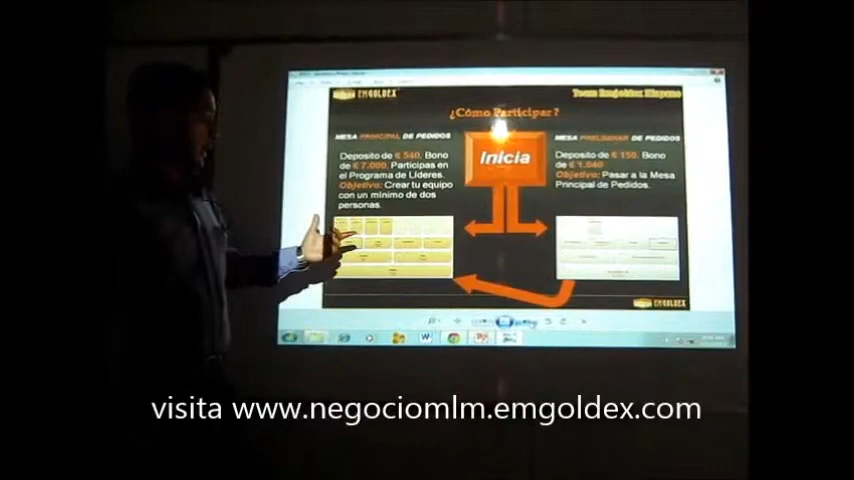 EMGOLDEX
Team Emgoldex Hispano
¿Cómo Participar?
MESA PRINCIPAL DE PEDIDOS
Deposito de € 540, Bono
de € 7.000, Participas en
el Programa de Líderes.
Objetivo: Crear tu equipo
con un mínimo de dos
personas.
Inicia
MESA PRELIMINAR DE PEDIDOS
Deposito de € 150, Bono
de € 1.040
Objetivo: Pasar a la Mesa
Principal de Pedidos.
EMGOLDEX
visita www.negociomlm.emgoldex.com